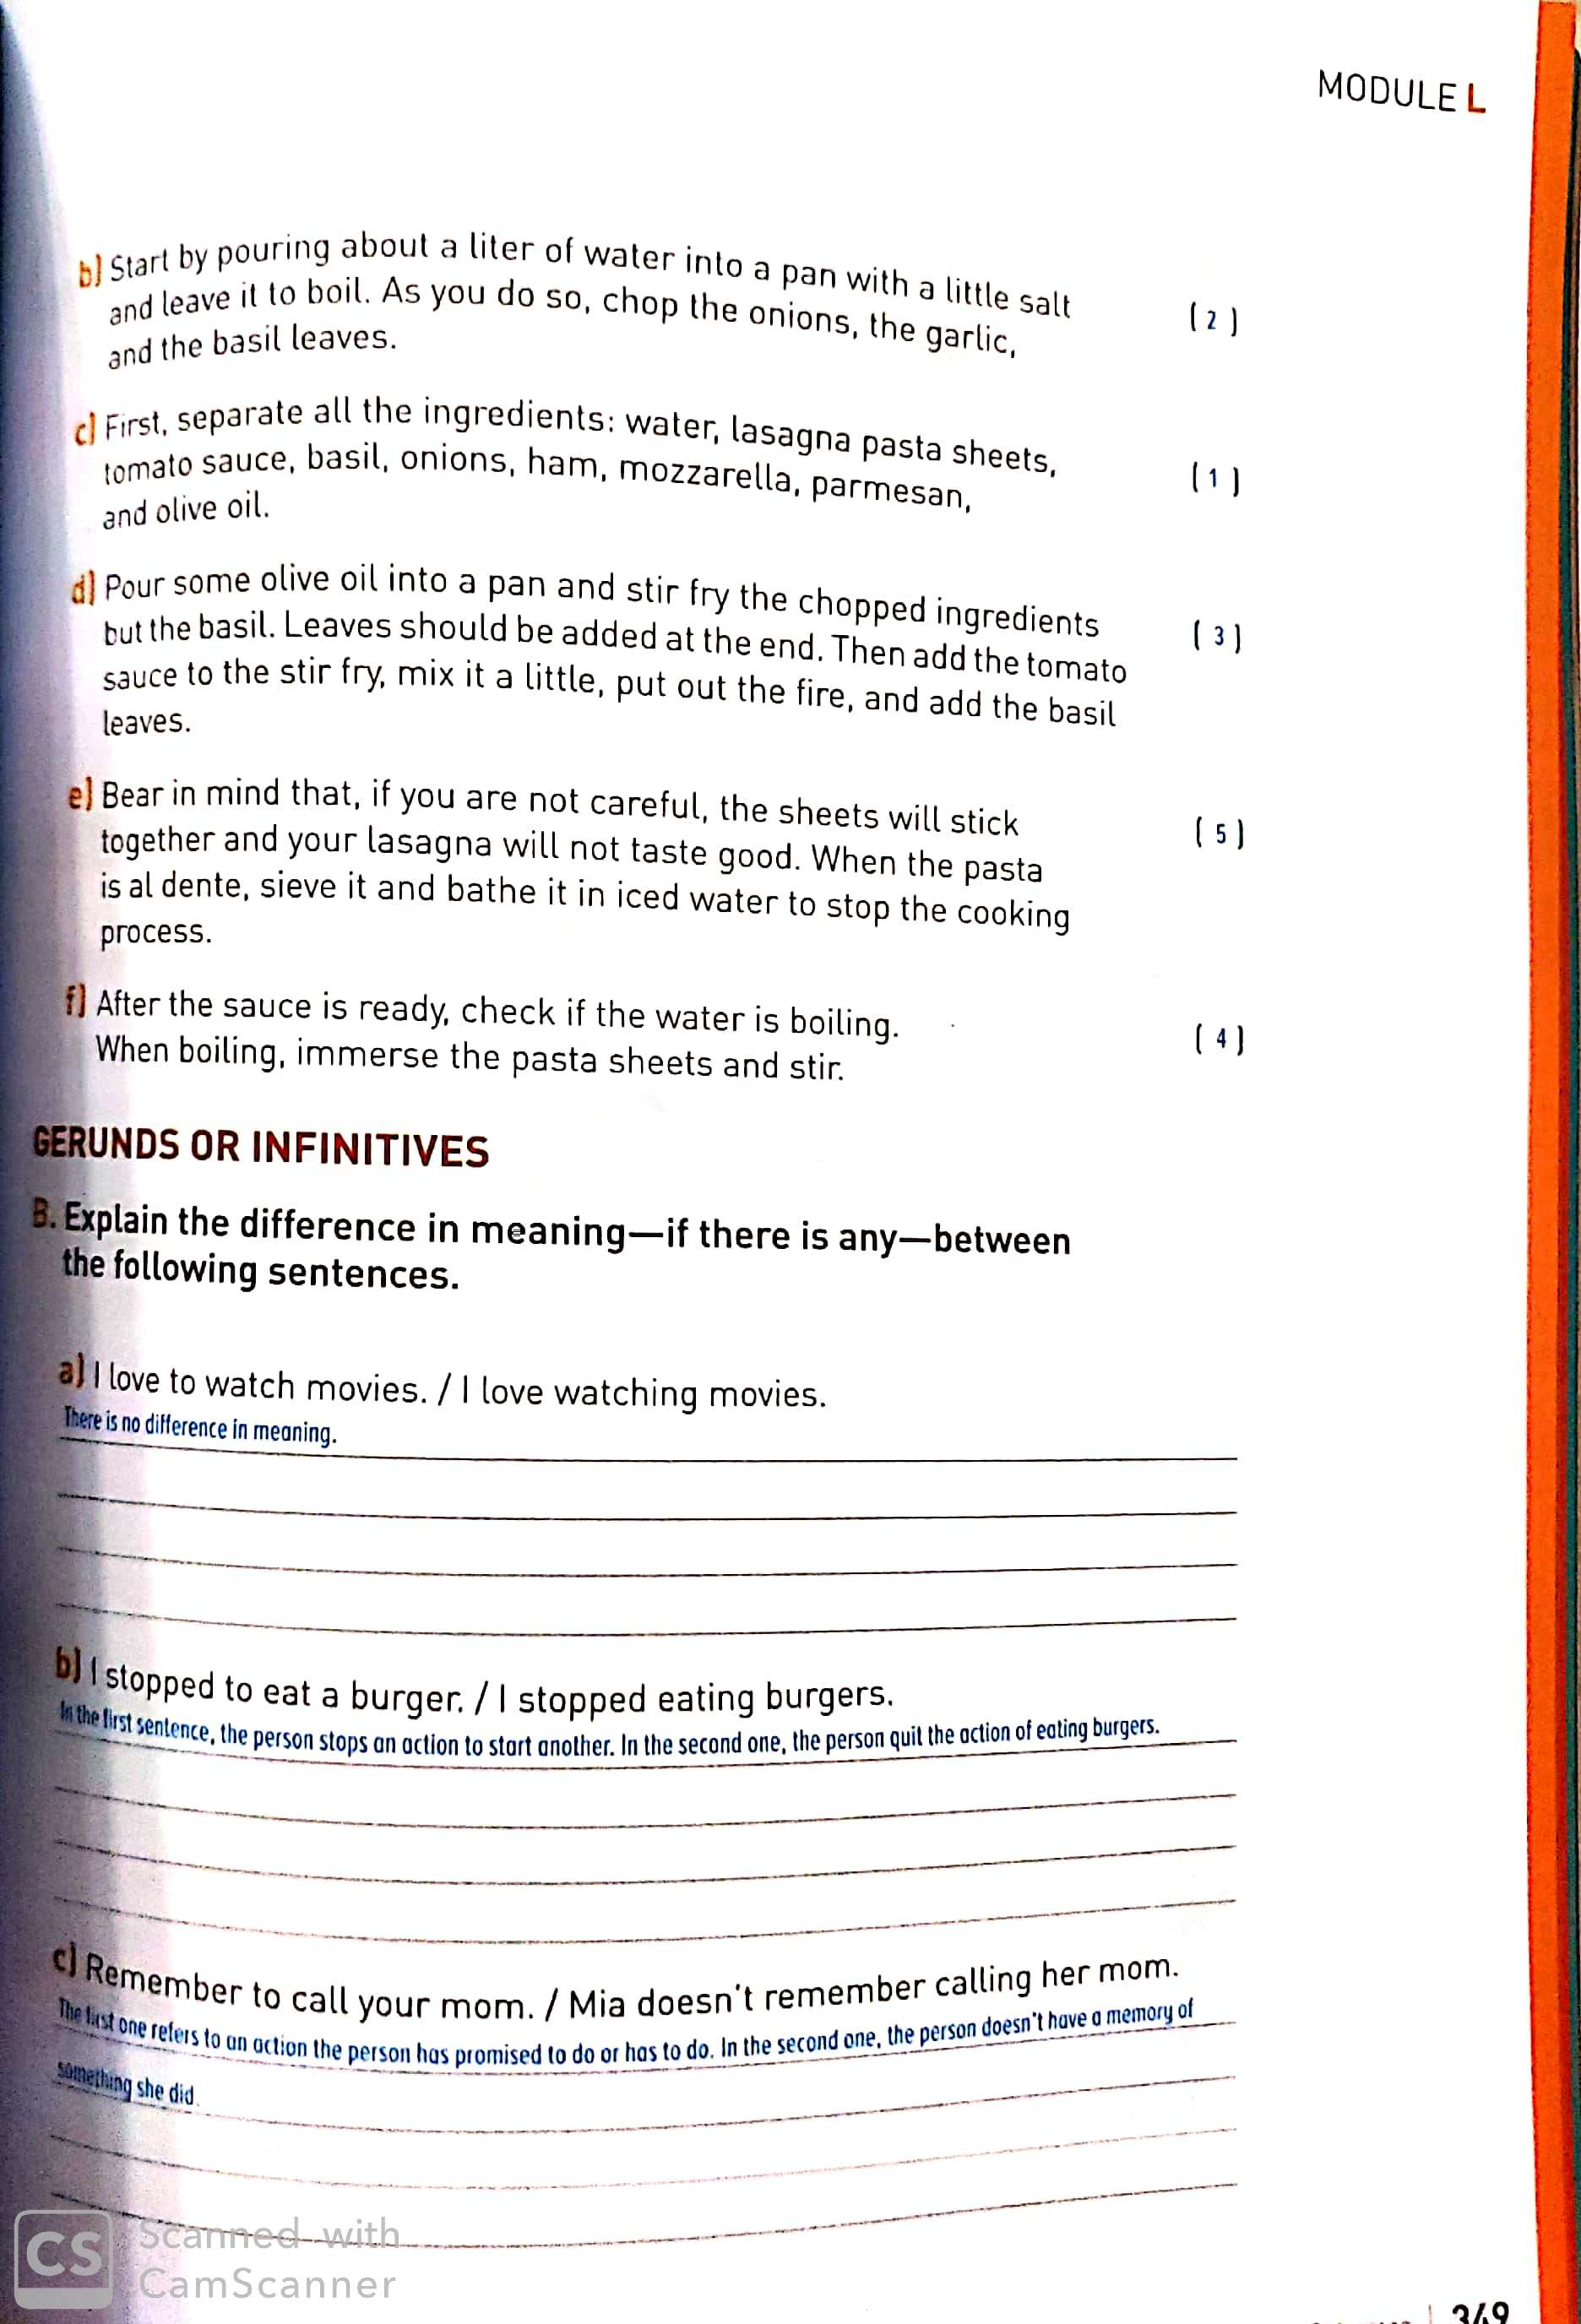 MODULE L
b) Start by pouring about a liter of water into a pan with a little salt
and leave it to boil. As you do so, chop the onions, the garlic,
and the basil leaves.
( 2 )
c) First, separate all the ingredients: water, lasagna pasta sheets,
tomato sauce, basil, onions, ham, mozzarella, parmesan,
and olive oil.
( 1 )
d) Pour some olive oil into a pan and stir fry the chopped ingredients
but the basil. Leaves should be added at the end. Then add the tomato
sauce to the stir fry, mix it a little, put out the fire, and add the basil
leaves.
( 3 )
e) Bear in mind that, if you are not careful, the sheets will stick
together and your lasagna will not taste good. When the pasta
is al dente, sieve it and bathe it in iced water to stop the cooking
process.
( 5 )
f) After the sauce is ready, check if the water is boiling.
When boiling, immerse the pasta sheets and stir.
( 4 )
GERUNDS OR INFINITIVES
B. Explain the difference in meaning—if there is any—between
the following sentences.
a) I love to watch movies. / I love watching movies.
There is no difference in meaning.
b) I stopped to eat a burger. / I stopped eating burgers.
In the first sentence, the person stops an action to start another. In the second one, the person quit the action of eating burgers.
c) Remember to call your mom. / Mia doesn't remember calling her mom.
The first one refers to an action the person has promised to do or has to do. In the second one, the person doesn't have a memory of
something she did.
CS Scanned with
CamScanner
349